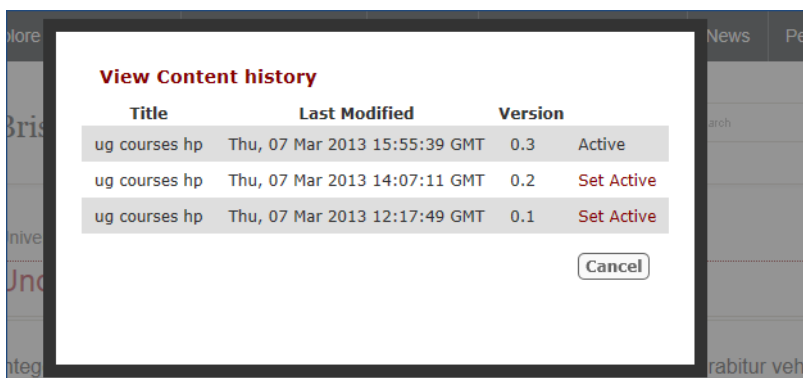 News
View Content history
Title Last Modified Version
ug courses hp Thu, 07 Mar 2013 15:55:39 GMT 0.3 Active
ug courses hp Thu, 07 Mar 2013 14:07:11 GMT 0.2 Set Active
ug courses hp Thu, 07 Mar 2013 12:17:49 GMT 0.1 Set Active
Cancel